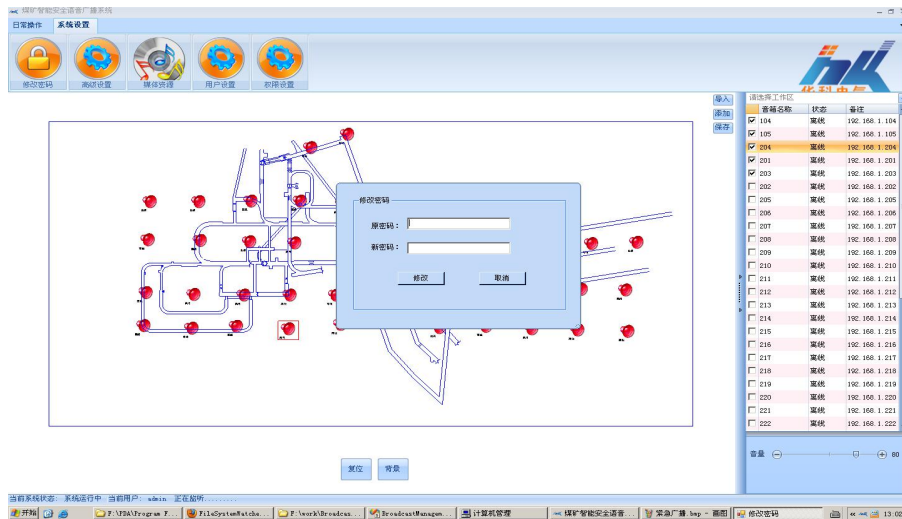 煤矿智能安全语音广播系统
日常操作 系统设置
修改密码 高级设置 媒体资源 用户设置 权限设置
华科电气
导入
添加
保存
请选择工作区
音箱名称 状态 备注
104 离线 192.168.1.104
105 离线 192.168.1.105
204 离线 192.168.1.204
201 离线 192.168.1.201
203 离线 192.168.1.203
202 离线 192.168.1.202
205 离线 192.168.1.205
206 离线 192.168.1.206
207 离线 192.168.1.207
208 离线 192.168.1.208
209 离线 192.168.1.209
210 离线 192.168.1.210
211 离线 192.168.1.211
212 离线 192.168.1.212
213 离线 192.168.1.213
214 离线 192.168.1.214
215 离线 192.168.1.215
216 离线 192.168.1.216
217 离线 192.168.1.217
218 离线 192.168.1.218
219 离线 192.168.1.219
220 离线 192.168.1.220
221 离线 192.168.1.221
222 离线 192.168.1.222
修改密码
原密码：
新密码：
修改 取消
音量 80
复位 背景
当前系统状态： 系统运行中 当前用户： admin 正在监听.........
开始 F:\PDA\Program F... FileSystemWatche... F:\work\Broadcas... BroadcastManagem... 计算机管理 煤矿智能安全语音... 紧急广播.bmp - 画图 修改密码 13:02